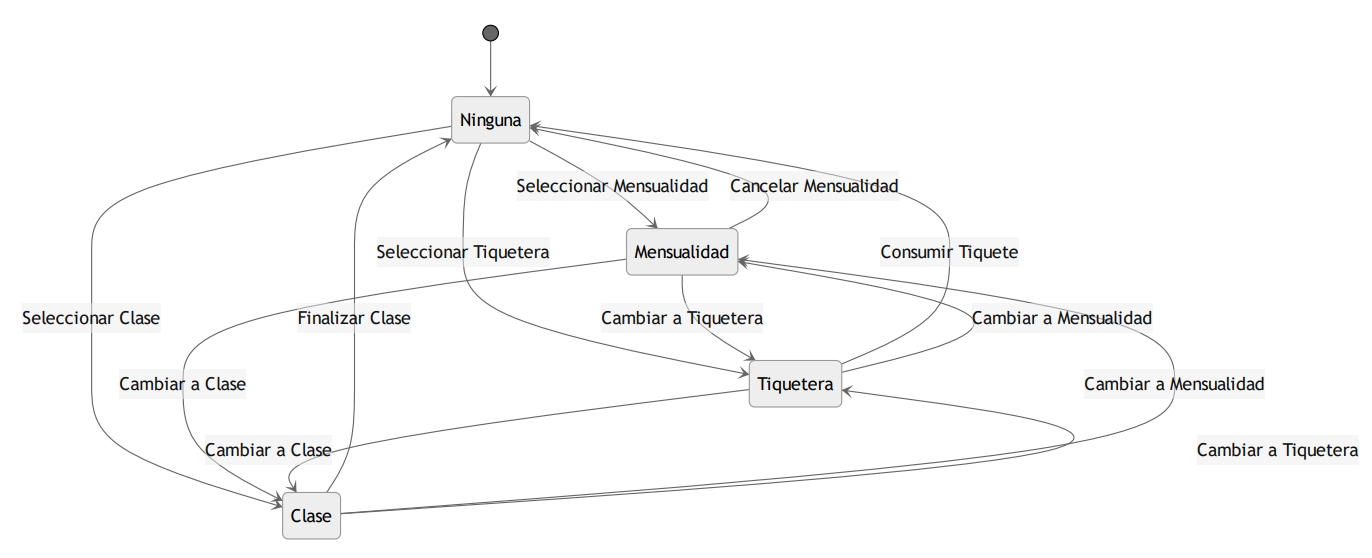 Ninguna
Seleccionar Mensualidad
Cancelar Mensualidad
Seleccionar Tiquetera
Mensualidad
Consumir Tiquete
Seleccionar Clase
Finalizar Clase
Cambiar a Tiquetera
Cambiar a Mensualidad
Cambiar a Clase
Tiquetera
Cambiar a Mensualidad
Cambiar a Clase
Cambiar a Tiquetera
Clase